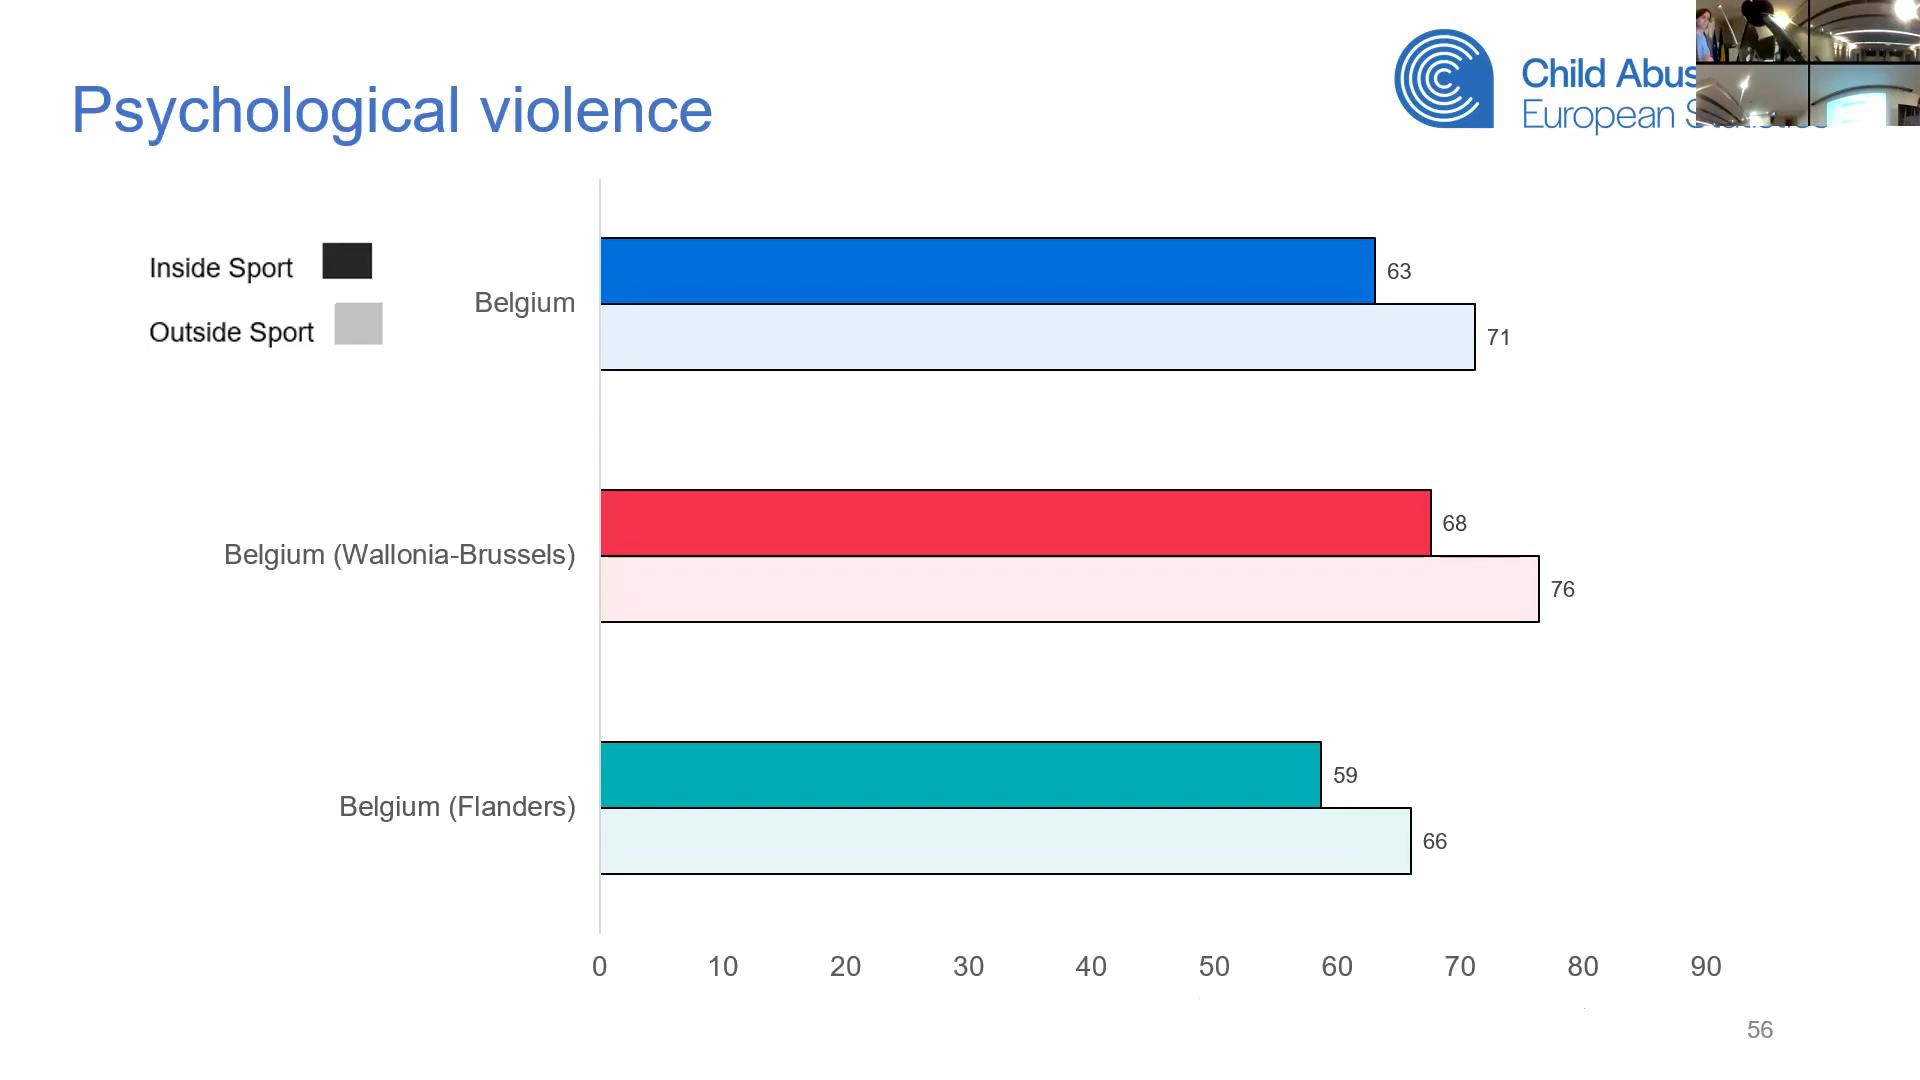 Psychological violence
Child Abus
European
Inside Sport
Outside Sport
Belgium
63
71
Belgium (Wallonia-Brussels)
68
76
Belgium (Flanders)
59
66
0 10 20 30 40 50 60 70 80 90
56